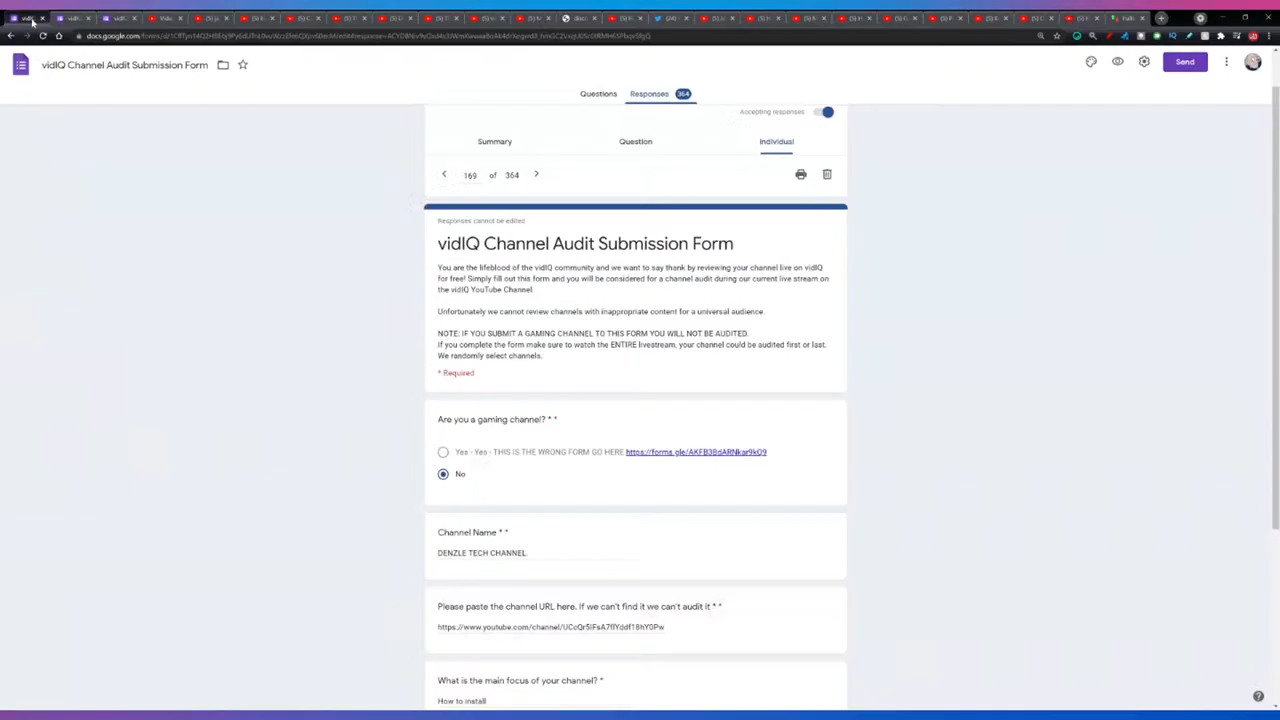 docs.google.com
vidIQ Channel Audit Submission Form
Send
Questions
Responses 364
Accepting responses
Summary
Question
Individual
169 of 364
Responses cannot be edited
vidIQ Channel Audit Submission Form
You are the lifeblood of the vidIQ community and we want to say thank by reviewing your channel live on vidIQ
for free! Simply fill out this form and you will be considered for a channel audit during our current live stream on
the vidIQ YouTube Channel.
Unfortunately we cannot review channels with inappropriate content for a universal audience.
NOTE: IF YOU SUBMIT A GAMING CHANNEL TO THIS FORM YOU WILL NOT BE AUDITED.
If you complete the form make sure to watch the ENTIRE livestream, your channel could be audited first or last.
We randomly select channels.
* Required
Are you a gaming channel? * *
Yes - Yes - THIS IS THE WRONG FORM GO HERE https://forms.gle/AKFB3BdARNkar9kQ9
No
Channel Name * *
DENZLE TECH CHANNEL.
Please paste the channel URL here. If we can't find it we can't audit it * *
What is the main focus of your channel? *
How to install